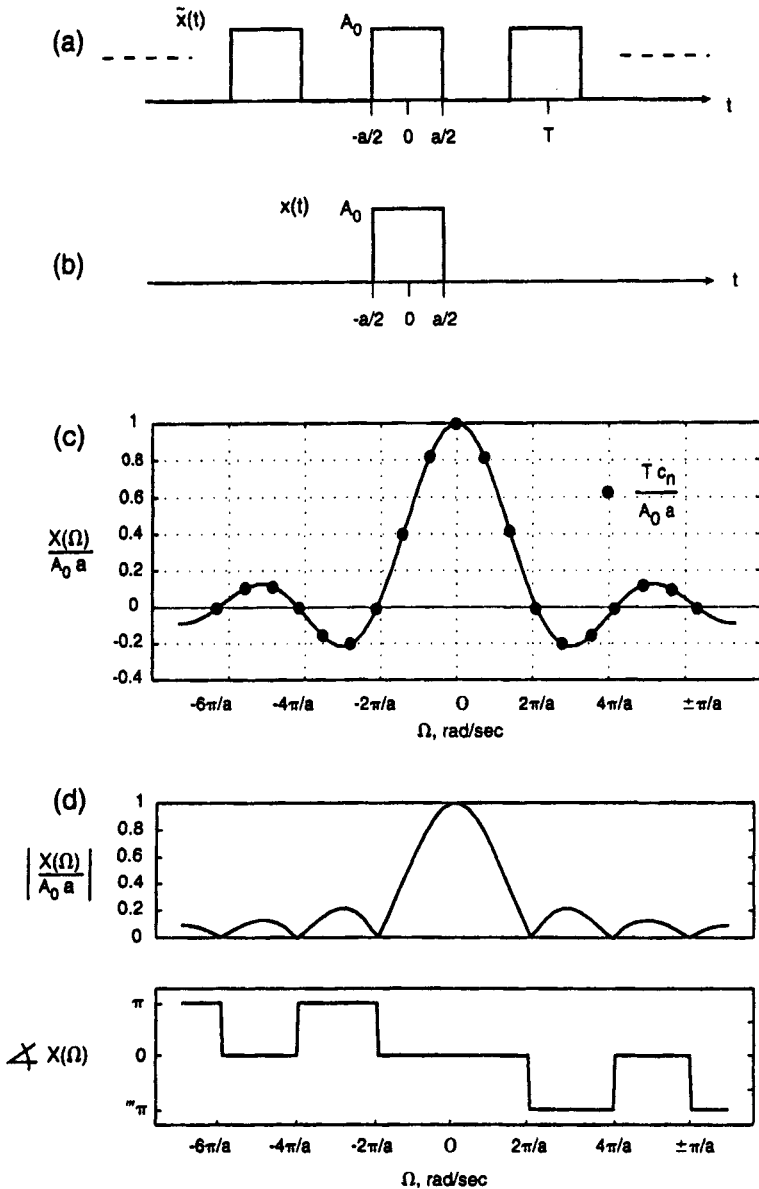 (a)
x̃(t)
A₀
t
-a/2 0 a/2 T
x(t) A₀
(b)
t
-a/2 0 a/2
(c)
1
0.8
0.6
0.4
0.2
0
-0.2
-0.4
X(Ω)
A₀ a
T cₙ
A₀ a
-6π/a -4π/a -2π/a O 2π/a 4π/a ±π/a
Ω, rad/sec
(d)
1
0.8
0.6
0.4
0.2
0
|X(Ω)
A₀ a|
π
0
ᵐπ
∡ X(Ω)
-6π/a -4π/a -2π/a O 2π/a 4π/a ±π/a
Ω, rad/sec